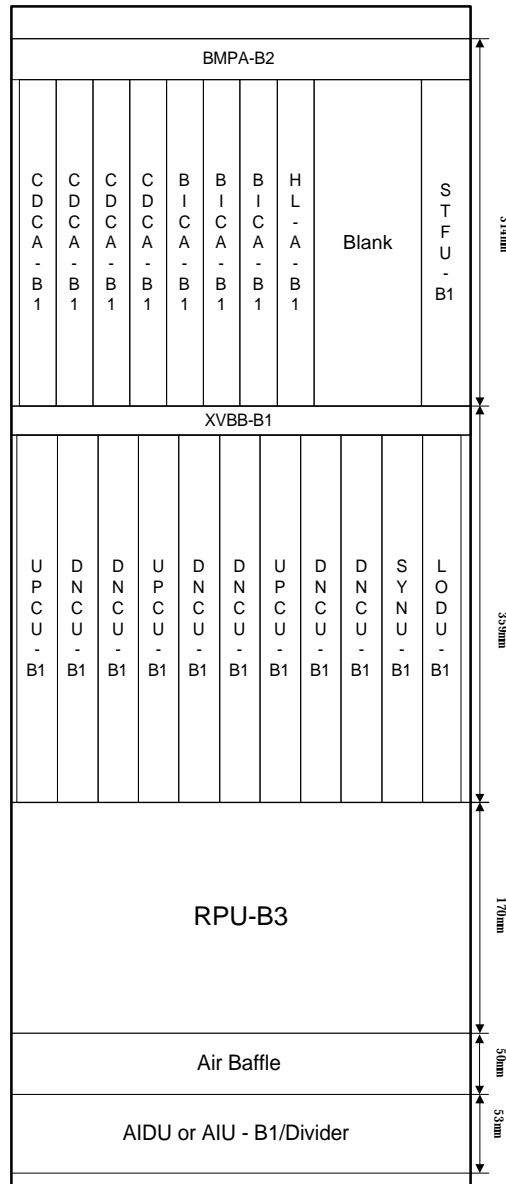 BMPA-B2
CDCA-B1
CDCA-B1
CDCA-B1
CDCA-B1
BICA-B1
BICA-B1
BICA-B1
HL-A-B1
Blank
STFU-B1
314mm
XVBB-B1
UPCU-B1
DNCU-B1
DNCU-B1
UPCU-B1
DNCU-B1
DNCU-B1
UPCU-B1
DNCU-B1
DNCU-B1
SYNU-B1
LODU-B1
359mm
RPU-B3
170mm
Air Baffle
50mm
AIDU or AIU - B1/Divider
53mm